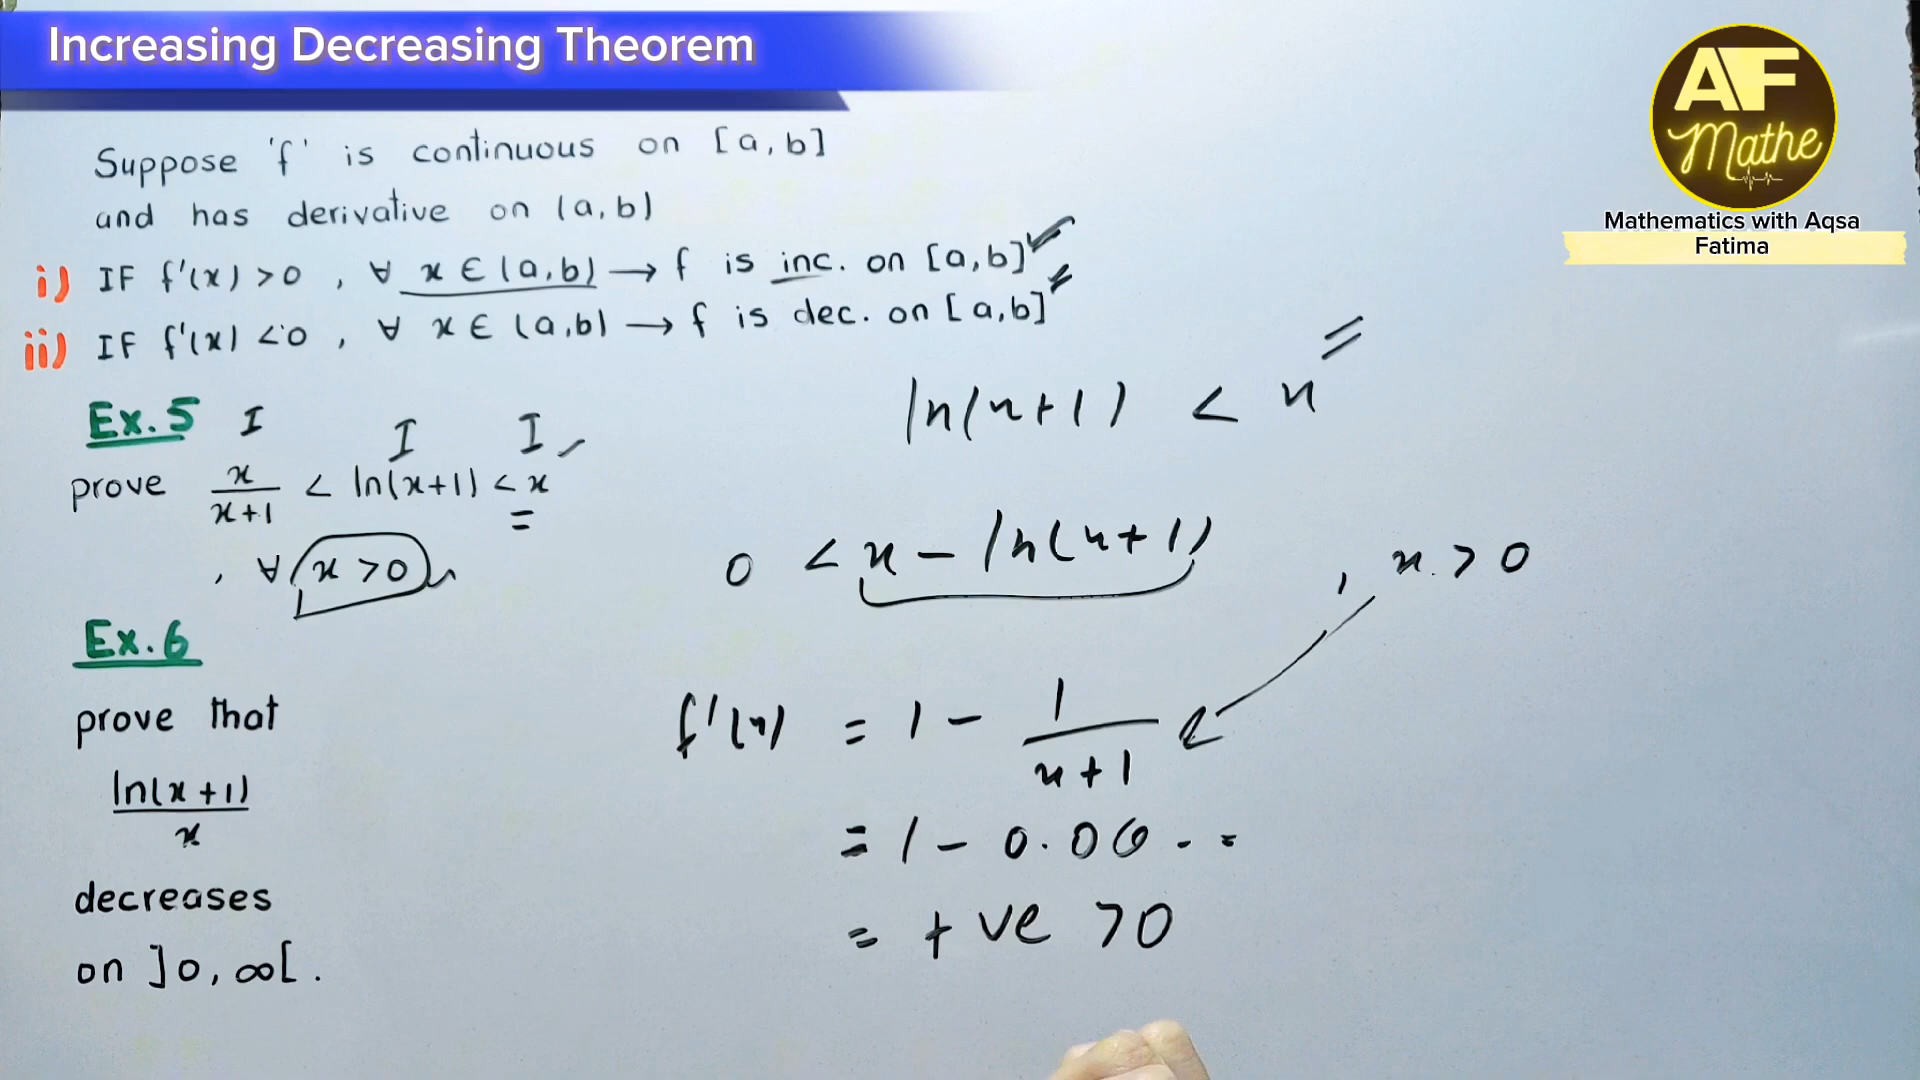 Increasing Decreasing Theorem
AF
Mathe
Mathematics with Aqsa
Fatima
Suppose 'f' is continuous on [a,b]
and has derivative on (a,b)
i) IF f'(x) >0 , ∀ x ∈ (a,b) → f is inc. on [a,b]
ii) IF f'(x) <0 , ∀ x ∈ (a,b) → f is dec. on [a,b]
Ex.5
I I I
prove x/x+1 < ln(x+1) < x
=
, ∀ x >0
Ex.6
prove that
ln(x+1)/x
decreases
on ]0,∞[.
ln(x+1) < x
0 < x - ln(x+1) , x > 0
f'(x) = 1 - 1/x+1
= 1 - 0.00 - -
= +ve >0